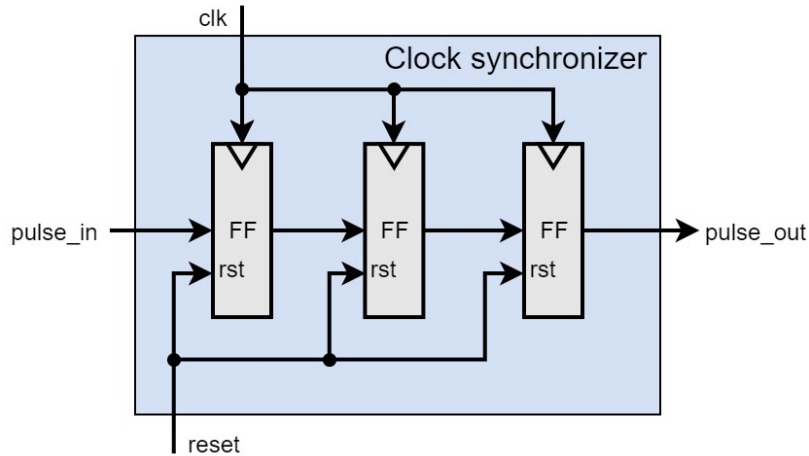 clk
Clock synchronizer
pulse_in
FF
FF
FF
pulse_out
rst
rst
rst
reset